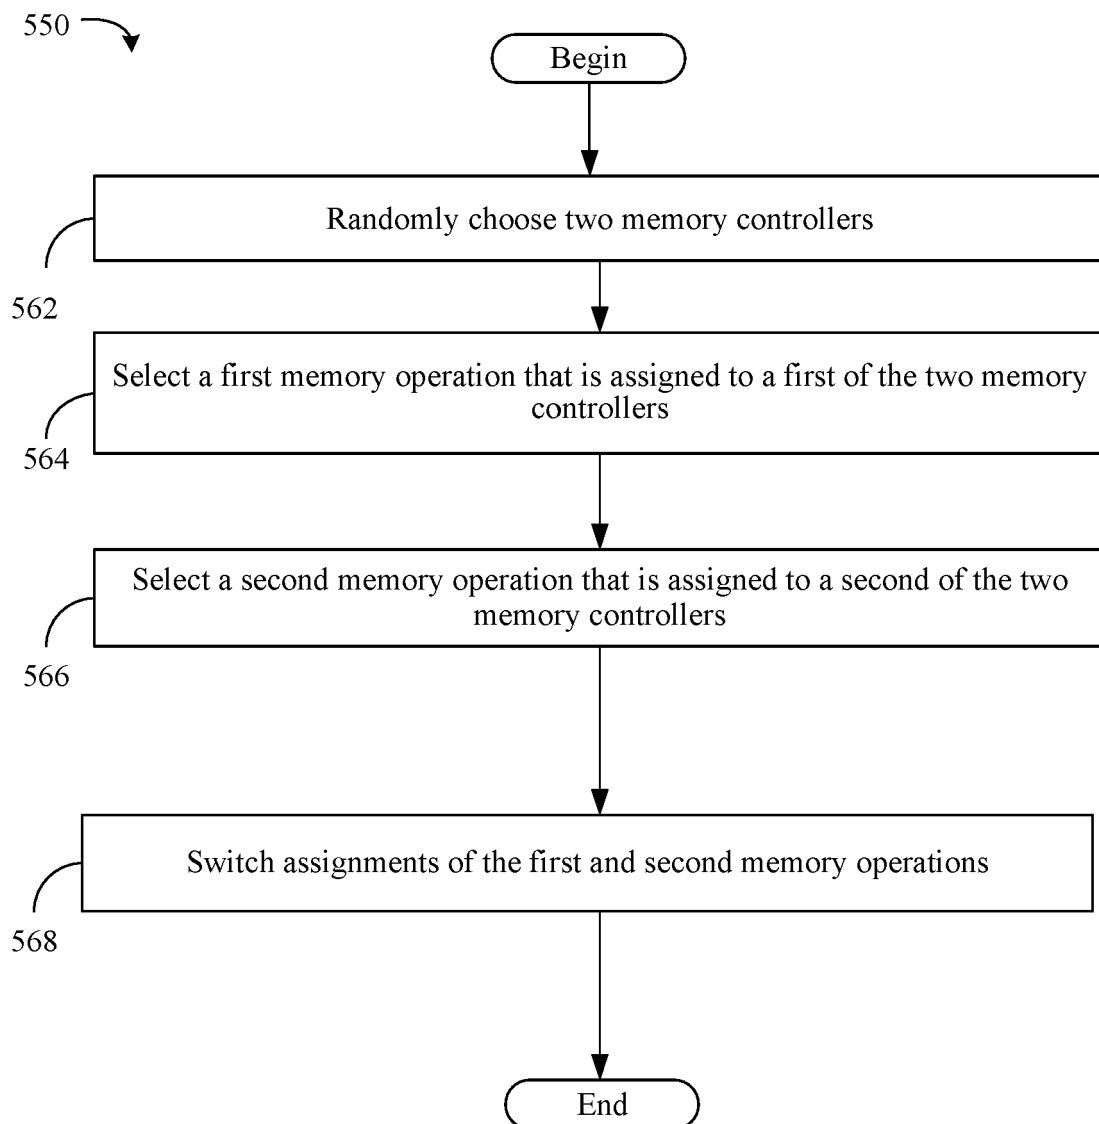 550
Begin
Randomly choose two memory controllers
562
Select a first memory operation that is assigned to a first of the two memory
controllers
564
Select a second memory operation that is assigned to a second of the two
memory controllers
566
Switch assignments of the first and second memory operations
568
End